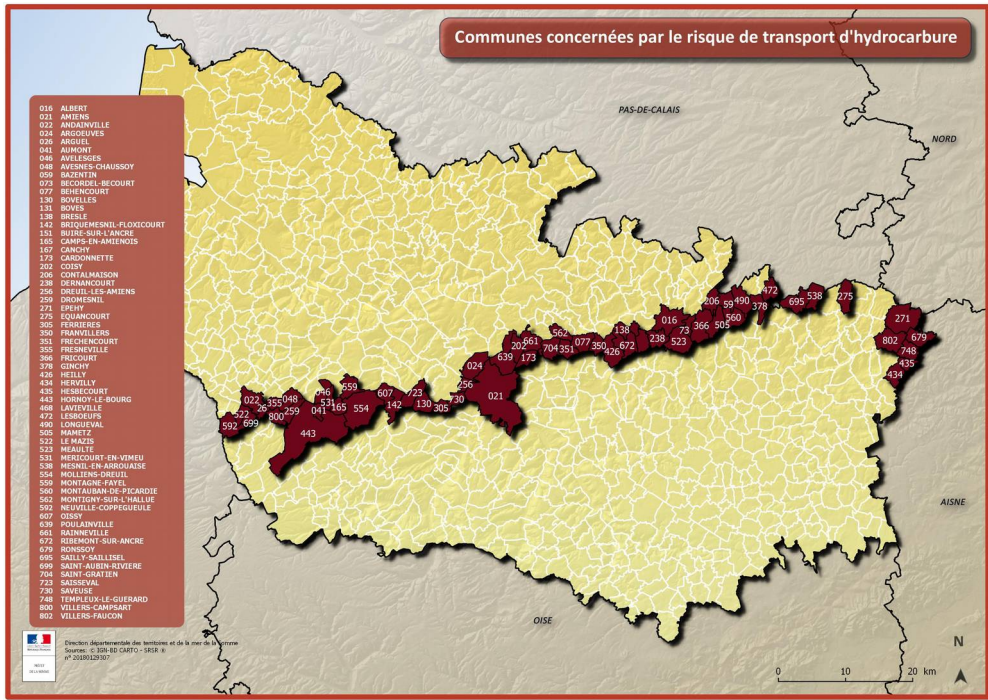 Communes concernées par le risque de transport d'hydrocarbure
PAS-DE-CALAIS
NORD
AISNE
OISE
016 ALBERT
021 AMIENS
022 ANDAINVILLE
024 ARGOEUVES
026 ARGUEL
041 AUMONT
046 AVELESGES
048 AVESNES-CHAUSSOY
059 BAZENTIN
073 BECORDEL-BECOURT
077 BEHENCOURT
130 BOVELLES
131 BOVES
138 BRESLE
142 BRIQUEMESNIL-FLOXICOURT
151 BUIRE-SUR-L'ANCRE
165 CAMPS-EN-AMIENOIS
167 CANCHY
173 CARDONNETTE
202 COISY
206 CONTALMAISON
238 DERNANCOURT
256 DREUIL-LES-AMIENS
259 DROMESNIL
271 EPEHY
275 EQUANCOURT
305 FERRIERES
350 FRANVILLERS
351 FRECHENCOURT
355 FRESNEVILLE
366 FRICOURT
378 GINCHY
426 HEILLY
434 HERVILLY
435 HESBECOURT
443 HORNOY-LE-BOURG
468 LAVIEVILLE
472 LESBOEUFS
490 LONGUEVAL
505 MAMETZ
522 LE MAZIS
523 MEAULTE
531 MERICOURT-EN-VIMEU
538 MESNIL-EN-ARROUAISE
554 MOLLIENS-DREUIL
559 MONTAGNE-FAYEL
560 MONTAUBAN-DE-PICARDIE
562 MONTIGNY-SUR-L'HALLUE
592 NEUVILLE-COPPEGUEULE
607 OISSY
639 POULAINVILLE
661 RAINNEVILLE
672 RIBEMONT-SUR-ANCRE
679 RONSSOY
695 SAILLY-SAILLISEL
699 SAINT-AUBIN-RIVIERE
704 SAINT-GRATIEN
723 SAISSEVAL
730 SAVEUSE
748 TEMPLEUX-LE-GUERARD
800 VILLERS-CAMPSART
802 VILLERS-FAUCON
472
206 59 490
378
695 538 275
271
016
560
138
73 366 505
562
202 661
704 351 077 350
426 672
238 523
802 679
748
435
434
639 173
024
256
021
559
046
607
723
022 355 048
531
730
26
259
041 165 554
142 130 305
522
800
592 699
443
Direction départementale des territoires et de la mer de la Somme
Sources: © IGN-BD CARTO - SRSR ®
n° 20180129307
N
0 10 20 km